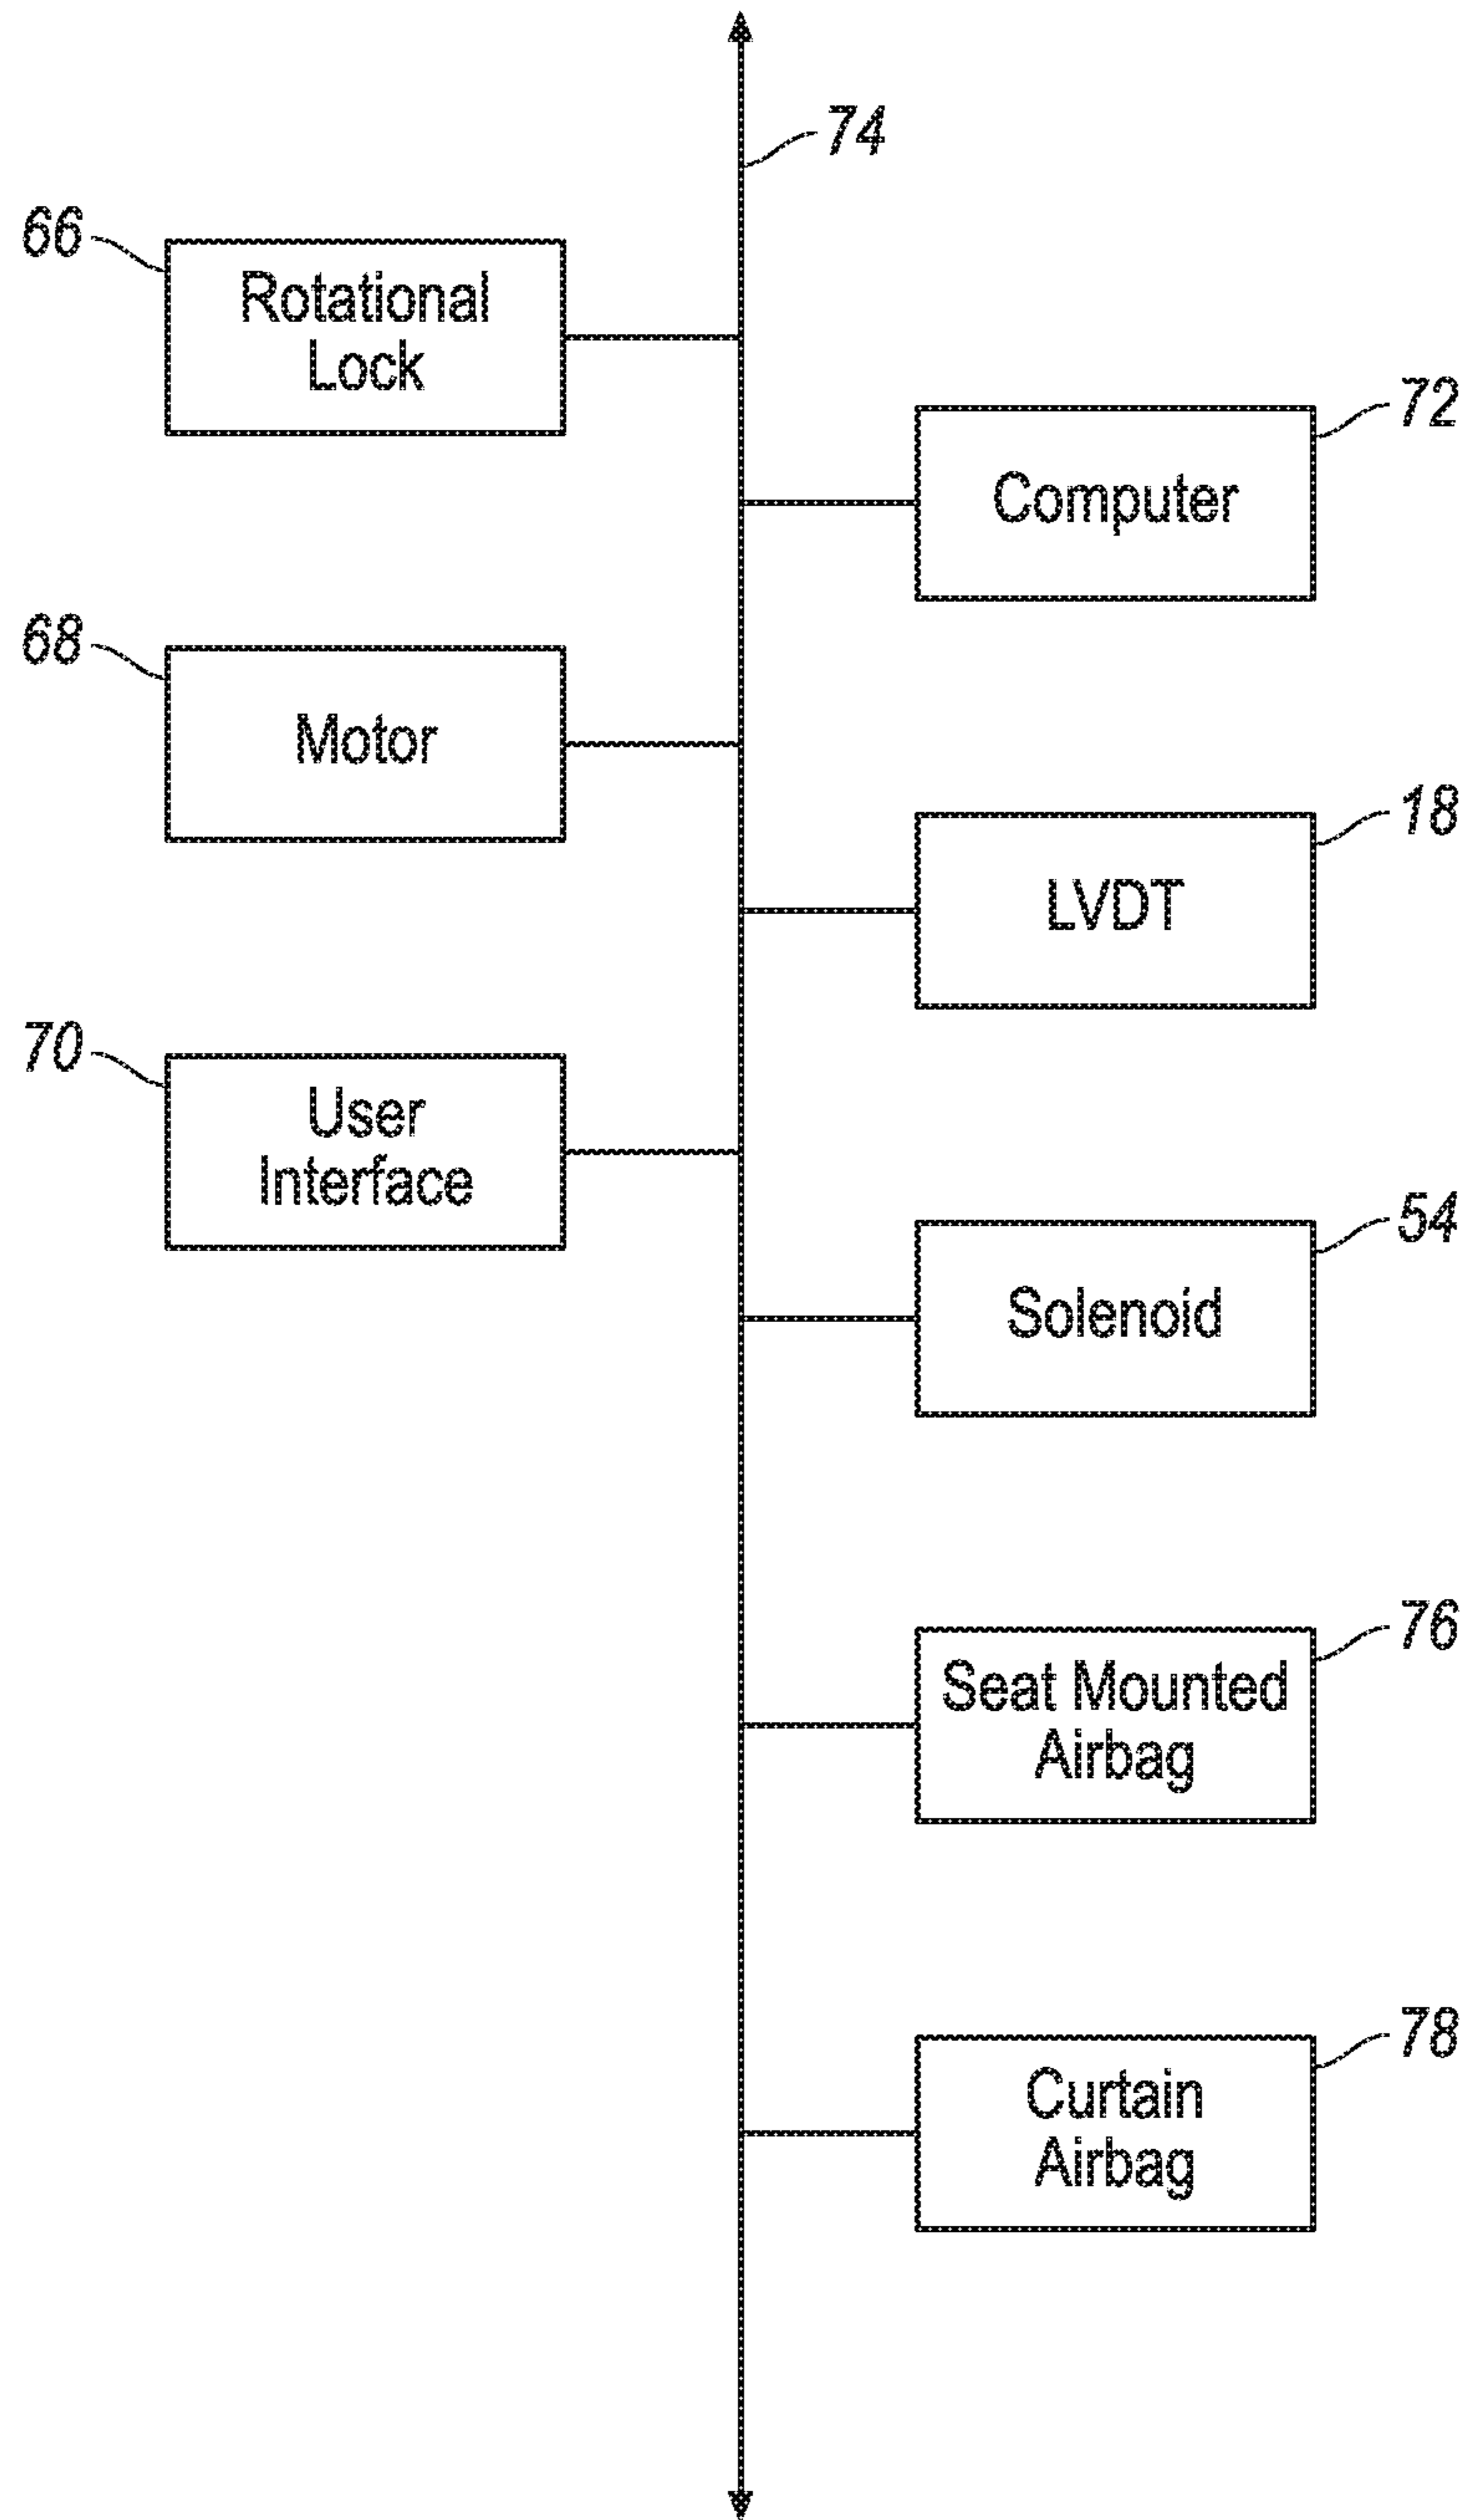 74
66
Rotational
Lock
72
Computer
68
Motor
18
LVDT
70
User
Interface
54
Solenoid
76
Seat Mounted
Airbag
78
Curtain
Airbag